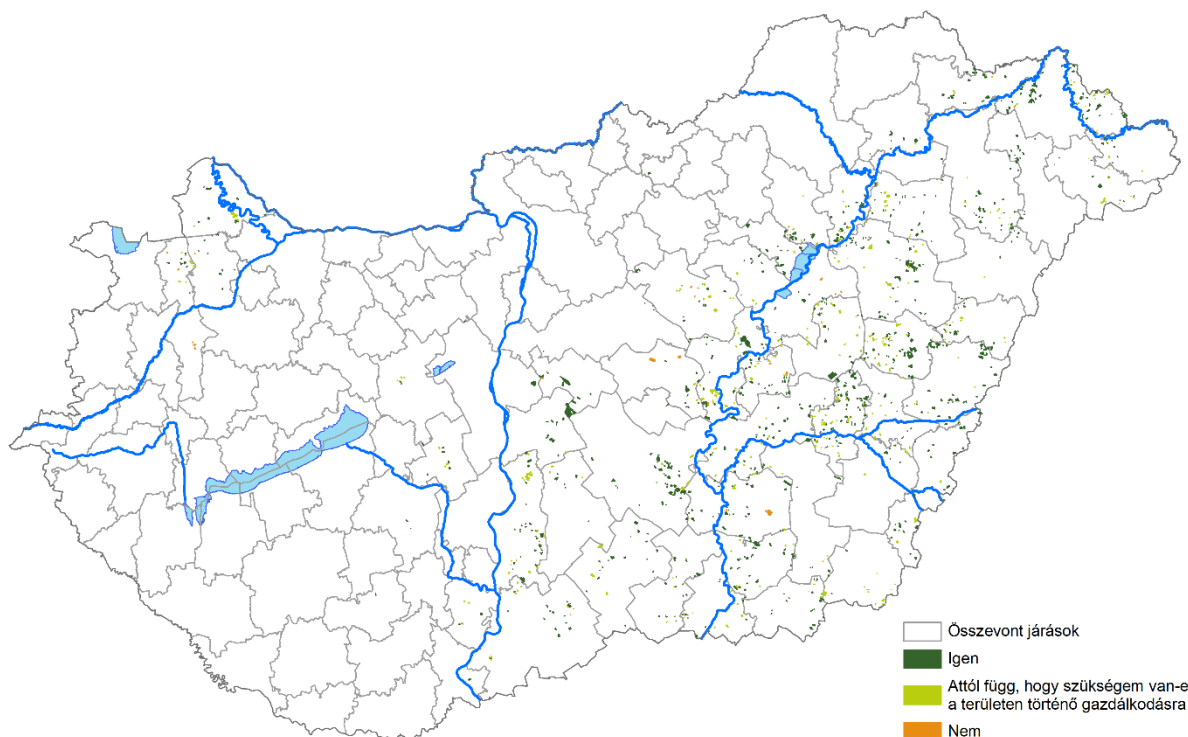 Összevont járások
Igen
Attól függ, hogy szükségem van-e
a területen történő gazdálkodásra
Nem